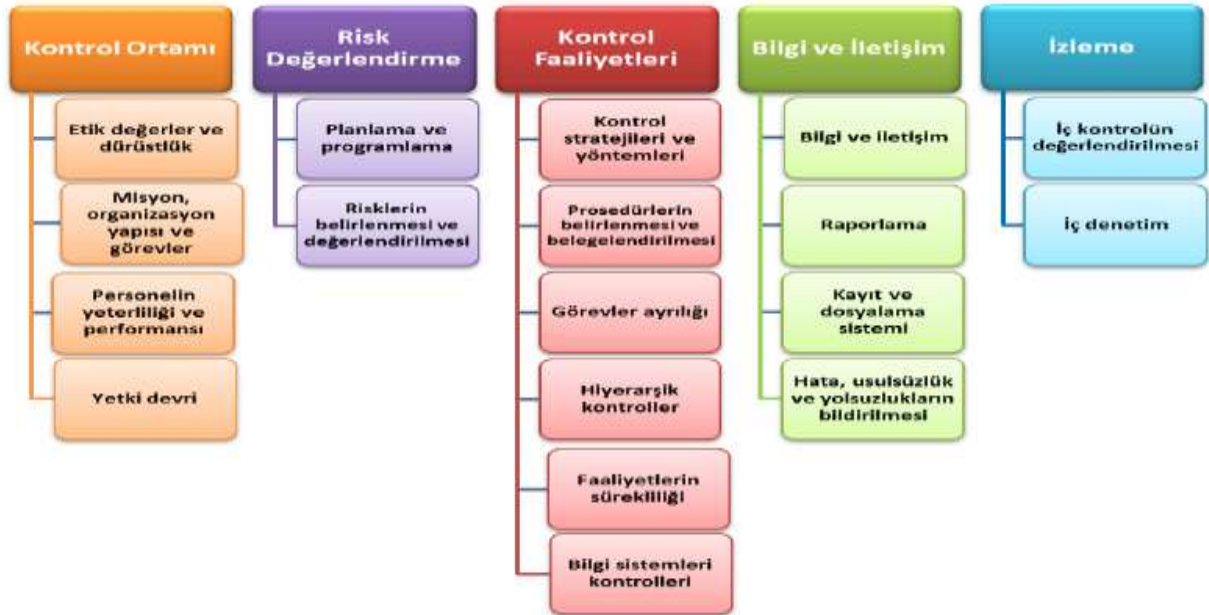 Kontrol Ortamı
Etik değerler ve
dürüstlük
Misyon,
organizasyon
yapısı ve
görevler
Personelin
yeterliliği ve
performansı
Yetki devri
Risk
Değerlendirme
Planlama ve
programlama
Risklerin
belirlenmesi ve
değerlendirilmesi
Kontrol
Faaliyetleri
Kontrol
stratejileri ve
yöntemleri
Prosedürlerin
belirlenmesi ve
belegelendirilmesi
Görevler ayrılığı
Hiyerarşik
kontroller
Faaliyetlerin
sürekliliği
Bilgi sistemleri
kontrolleri
Bilgi ve İletişim
Bilgi ve iletişim
Raporlama
Kayıt ve
dosyalama
sistemi
Hata, usulsüzlük
ve yolsuzlukların
bildirilmesi
İzleme
İç kontrolün
değerlendirilmesi
İç denetim